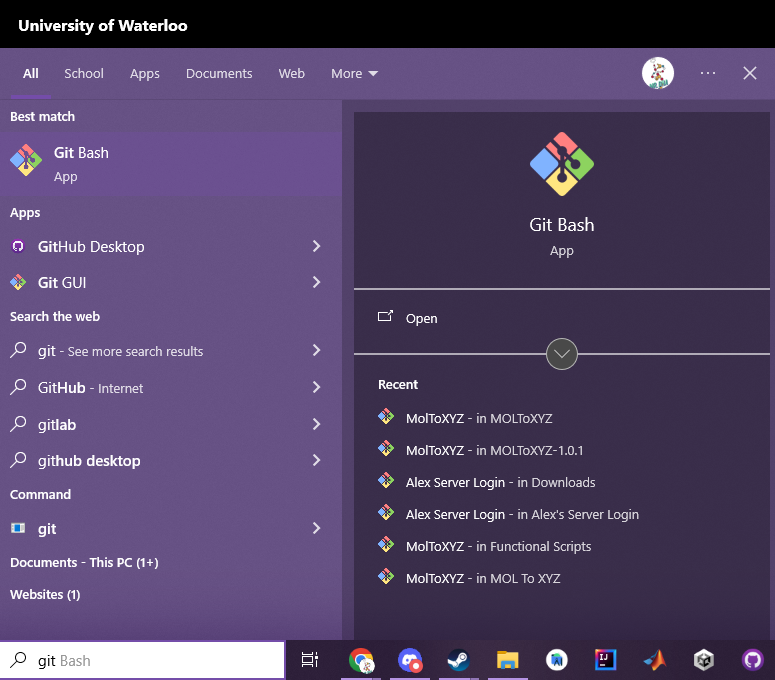 University of Waterloo
All School Apps Documents Web More
Best match
Git Bash
App
Apps
GitHub Desktop
Git GUI
Search the web
git - See more search results
GitHub - Internet
gitlab
github desktop
Command
git
Documents - This PC (1+)
Websites (1)
Git Bash
App
Open
Recent
MolToXYZ - in MOLToXYZ
MolToXYZ - in MOLToXYZ-1.0.1
Alex Server Login - in Downloads
Alex Server Login - in Alex's Server Login
MolToXYZ - in Functional Scripts
MolToXYZ - in MOL To XYZ
git Bash